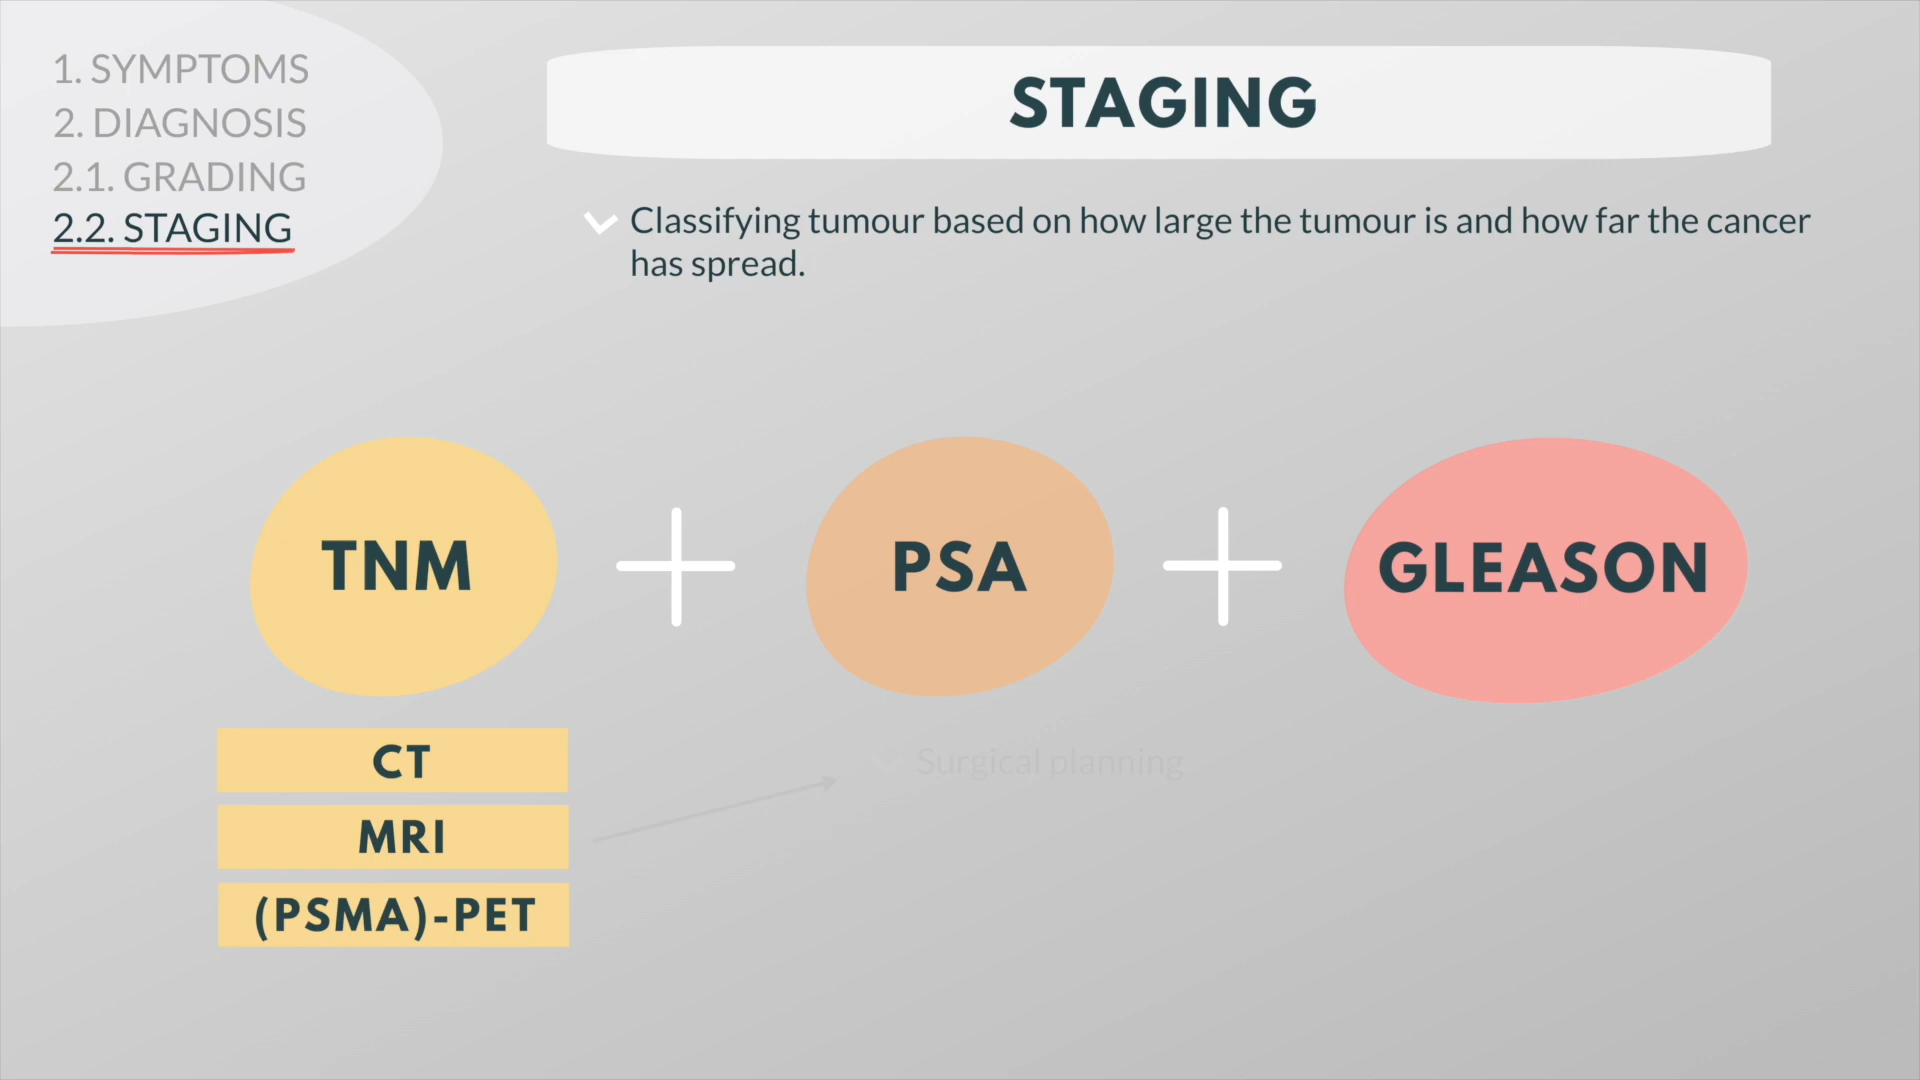 1. SYMPTOMS
2. DIAGNOSIS
2.1. GRADING
2.2. STAGING
STAGING
Classifying tumour based on how large the tumour is and how far the cancer
has spread.
TNM
PSA
GLEASON
CT
MRI
(PSMA)-PET
Surgical planning